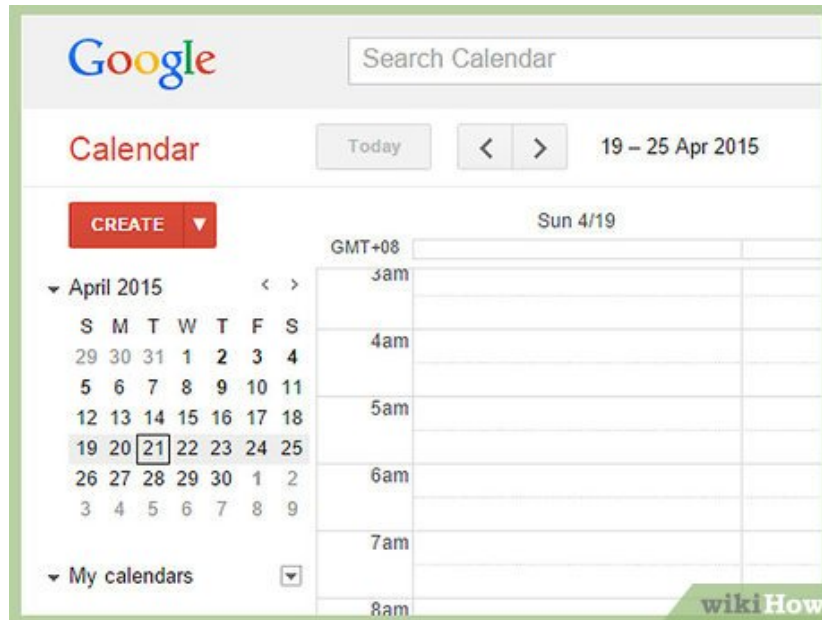 Google
Search Calendar
Calendar
Today
19 – 25 Apr 2015
CREATE
Sun 4/19
GMT+08
April 2015
S M T W T F S
29 30 31 1 2 3 4
5 6 7 8 9 10 11
12 13 14 15 16 17 18
19 20 21 22 23 24 25
26 27 28 29 30 1 2
3 4 5 6 7 8 9
My calendars
3am
4am
5am
6am
7am
8am
wikiHow